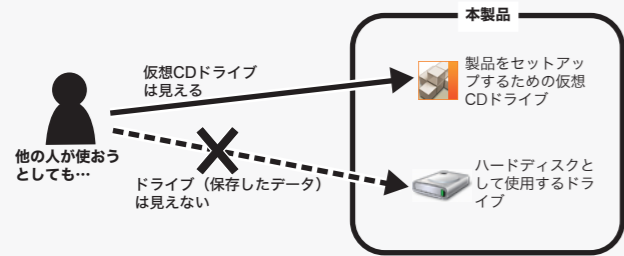 本製品
仮想CDドライブ
は見える
製品をセットアッ
プするための仮想
CDドライブ
他の人が使おう
としても…
ドライブ（保存したデータ）
は見えない
ハードディスクと
して使用するドラ
イブ